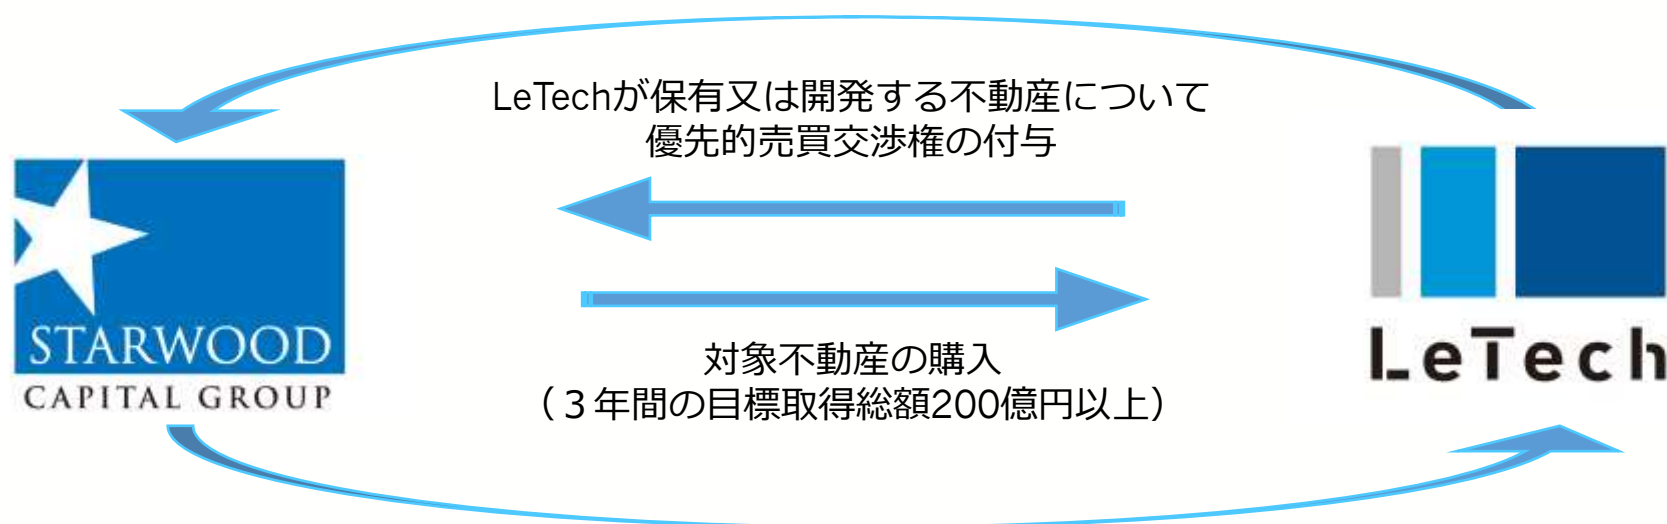 LeTechが保有又は開発する不動産について
優先的売買交渉権の付与
STARWOOD
CAPITAL GROUP
LeTech
対象不動産の購入
（３年間の目標取得総額200億円以上）